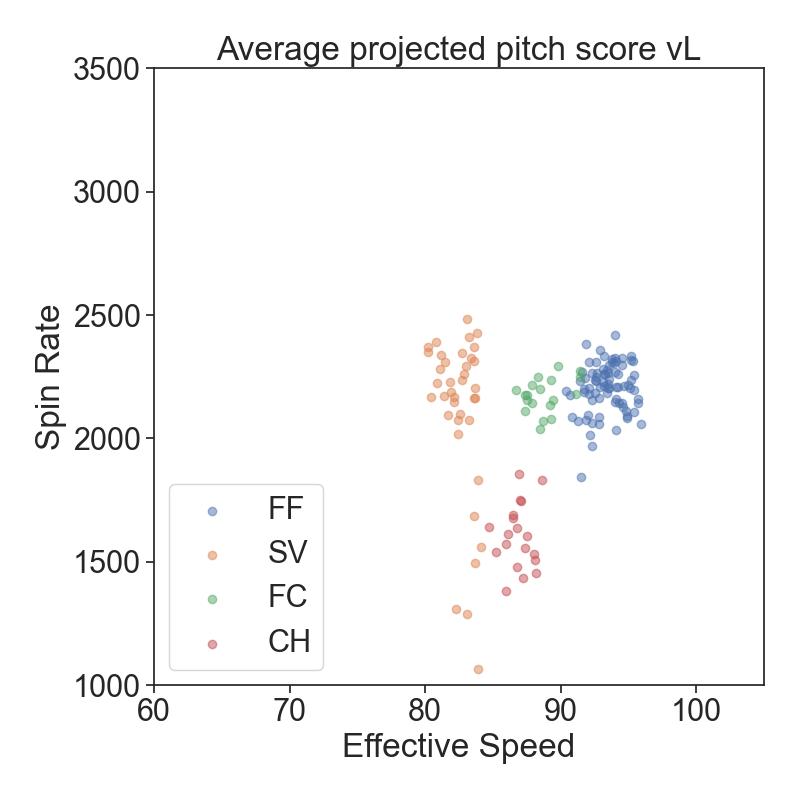 Average projected pitch score vL
3500
3000
2500
2000
1500
1000
Spin Rate
FF
SV
FC
CH
60 70 80 90 100
Effective Speed